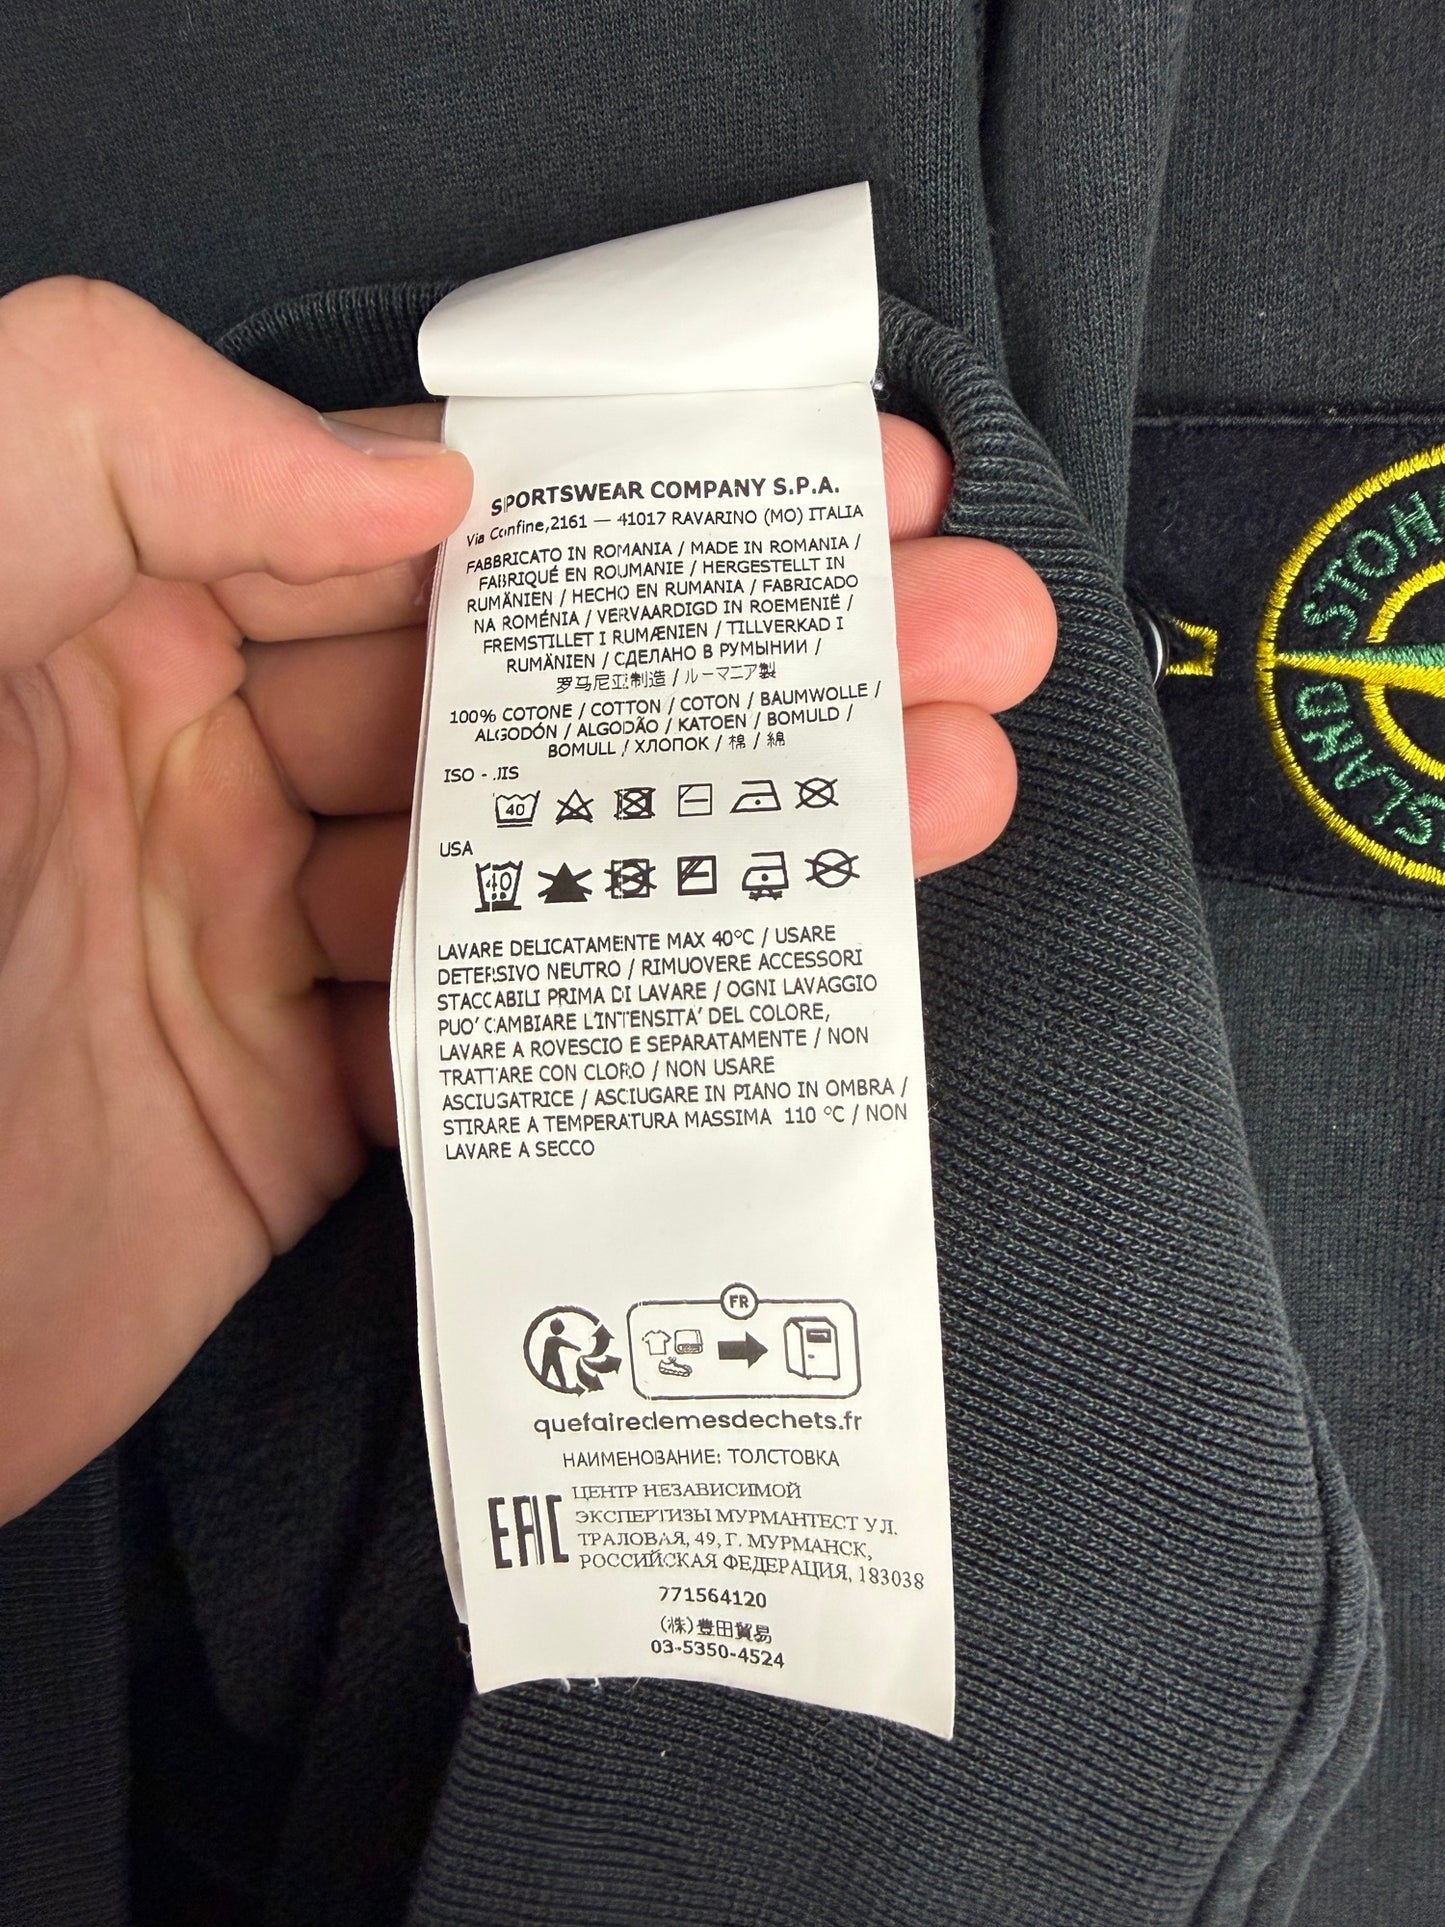 SPORTSWEAR COMPANY S.P.A.
Via Confine,2161 — 41017 RAVARINO (MO) ITALIA
FABBRICATO IN ROMANIA / MADE IN ROMANIA /
FABRIQUÉ EN ROUMANIE / HERGESTELLT IN
RUMÄNIEN / HECHO EN RUMANIA / FABRICADO
NA ROMÉNIA / VERVAARDIGD IN ROEMENIË /
FREMSTILLET I RUMÆNIEN / TILLVERKAD I
RUMÄNIEN / СДЕЛАНО В РУМЫНИИ /
罗马尼亚制造 / ルーマニア製
100% COTONE / COTTON / COTON / BAUMWOLLE /
ALGODÓN / ALGODÃO / KATOEN / BOMULD /
BOMULL / ХЛОПОК / 棉 / 綿
ISO - JIS
40
USA
40
LAVARE DELICATAMENTE MAX 40°C / USARE
DETERSIVO NEUTRO / RIMUOVERE ACCESSORI
STACCABILI PRIMA DI LAVARE / OGNI LAVAGGIO
PUO' CAMBIARE L'INTENSITA' DEL COLORE,
LAVARE A ROVESCIO E SEPARATAMENTE / NON
TRATTARE CON CLORO / NON USARE
ASCIUGATRICE / ASCIUGARE IN PIANO IN OMBRA /
STIRARE A TEMPERATURA MASSIMA 110 °C / NON
LAVARE A SECCO
FR
quefairedemesdechets.fr
НАИМЕНОВАНИЕ: ТОЛСТОВКА
EAC
ЦЕНТР НЕЗАВИСИМОЙ
ЭКСПЕРТИЗЫ МУРМАНТЕСТ УЛ.
ТРАЛОВАЯ, 49, Г. МУРМАНСК,
РОССИЙСКАЯ ФЕДЕРАЦИЯ, 183038
771564120
(株)豊田貿易
03-5350-4524
STONE
ISLAND